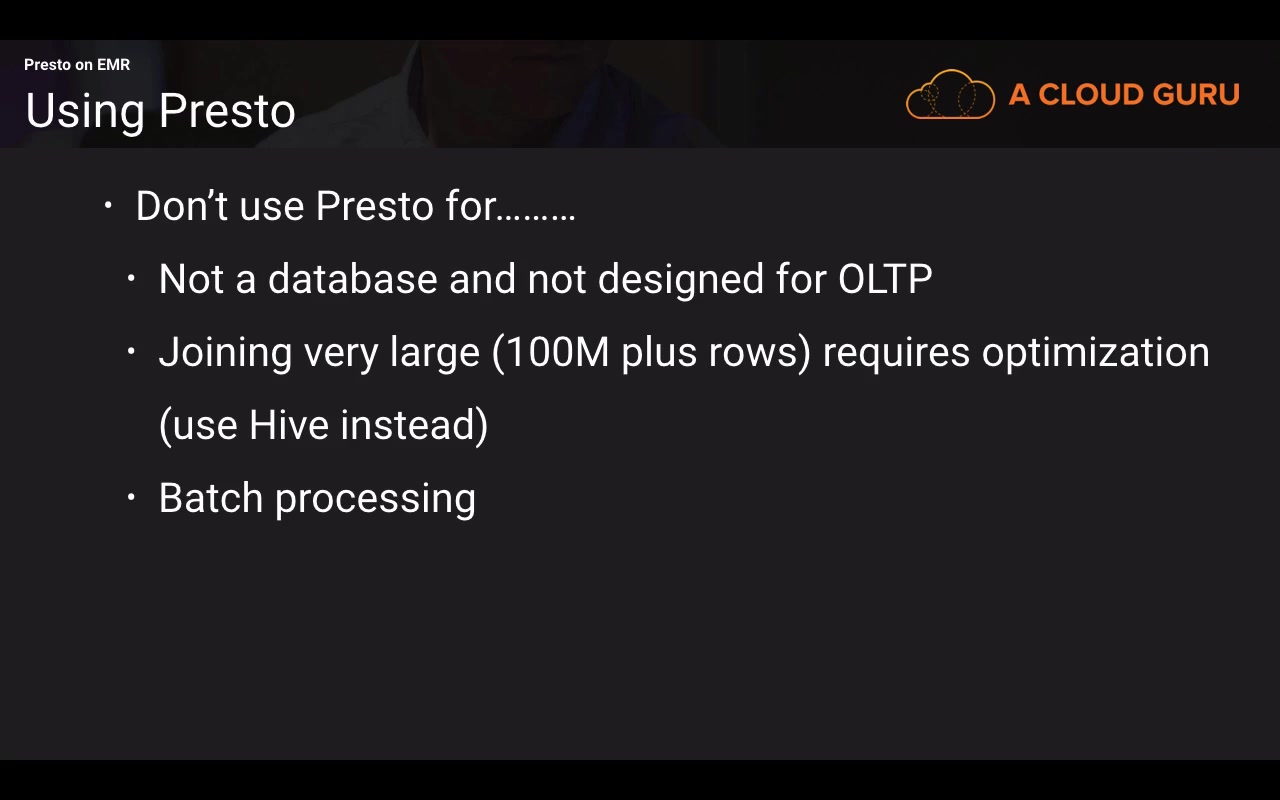 Presto on EMR
Using Presto
A CLOUD GURU
• Don’t use Presto for………
• Not a database and not designed for OLTP
• Joining very large (100M plus rows) requires optimization
(use Hive instead)
• Batch processing